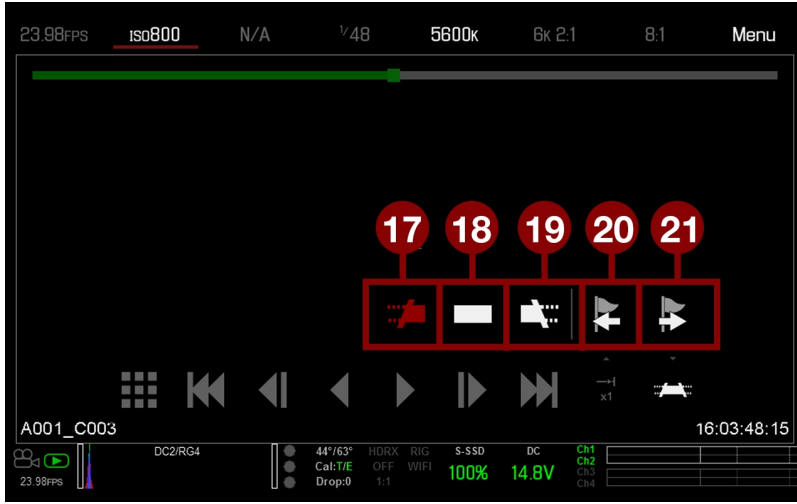 23.98FPS ISO800 N/A 1/48 5600K 6K 2:1 8:1 Menu
17 18 19 20 21
x1
A001_C003 16:03:48:15
DC2/RG4 44°/63° HDRX RIG S-SSD DC Ch1
Cal:T/E OFF WIFI 100% 14.8V Ch2
23.98FPS Drop:0 1:1 Ch3
Ch4